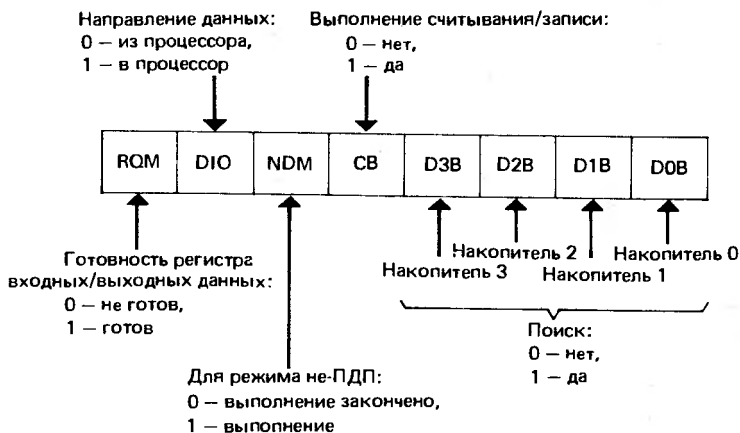 Направление данных:
0 — из процессора,
1 — в процессор
Выполнение считывания/записи:
0 — нет,
1 — да
RQM DIO NDM CB D3B D2B D1B D0B
Готовность регистра
входных/выходных данных:
0 — не готов,
1 — готов
Накопитель 3
Накопитель 2
Накопитель 1
Накопитель 0
Поиск:
0 — нет,
1 — да
Для режима не-ПДП:
0 — выполнение закончено,
1 — выполнение